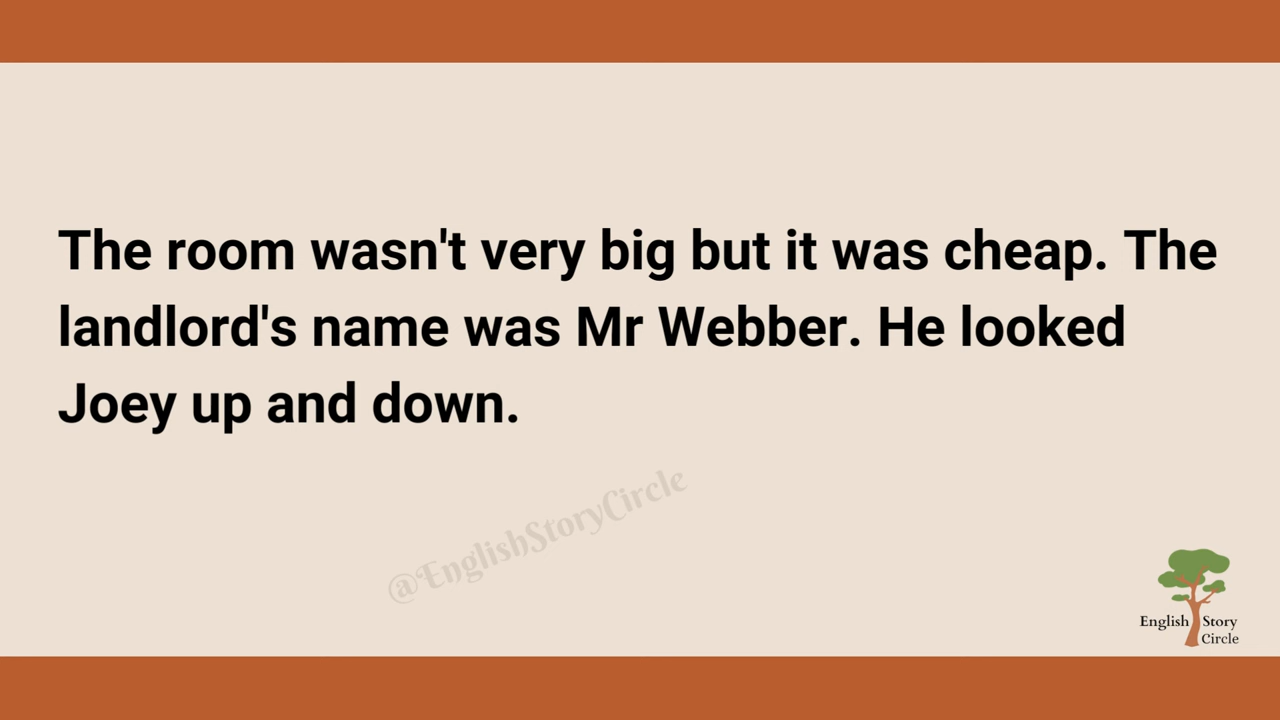 The room wasn't very big but it was cheap. The
landlord's name was Mr Webber. He looked
Joey up and down.
@EnglishStoryCircle
English Story
Circle